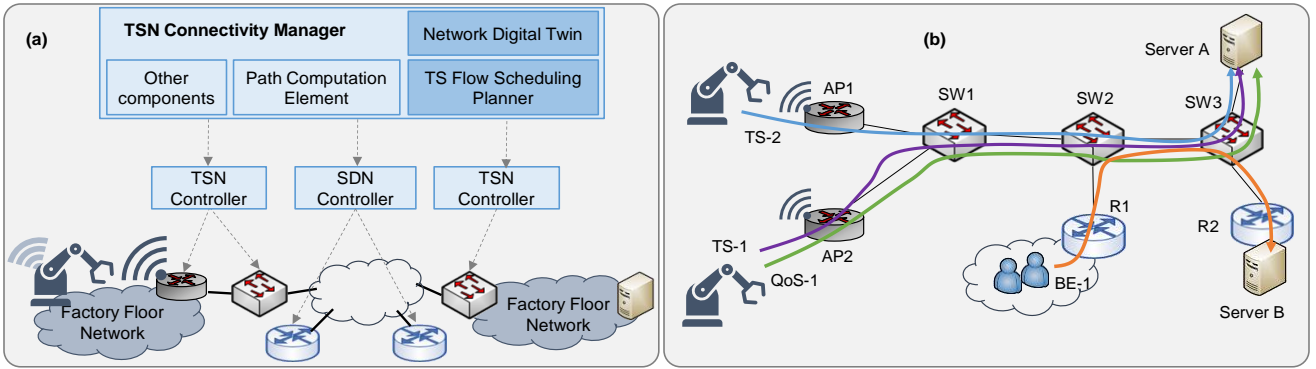 (a)
TSN Connectivity Manager
Network Digital Twin
Other
components
Path Computation
Element
TS Flow Scheduling
Planner
TSN
Controller
SDN
Controller
TSN
Controller
Factory Floor
Network
Factory Floor
Network
(b)
Server A
AP1
SW1
SW2
SW3
TS-2
TS-1
AP2
QoS-1
R1
R2
BE-1
Server B